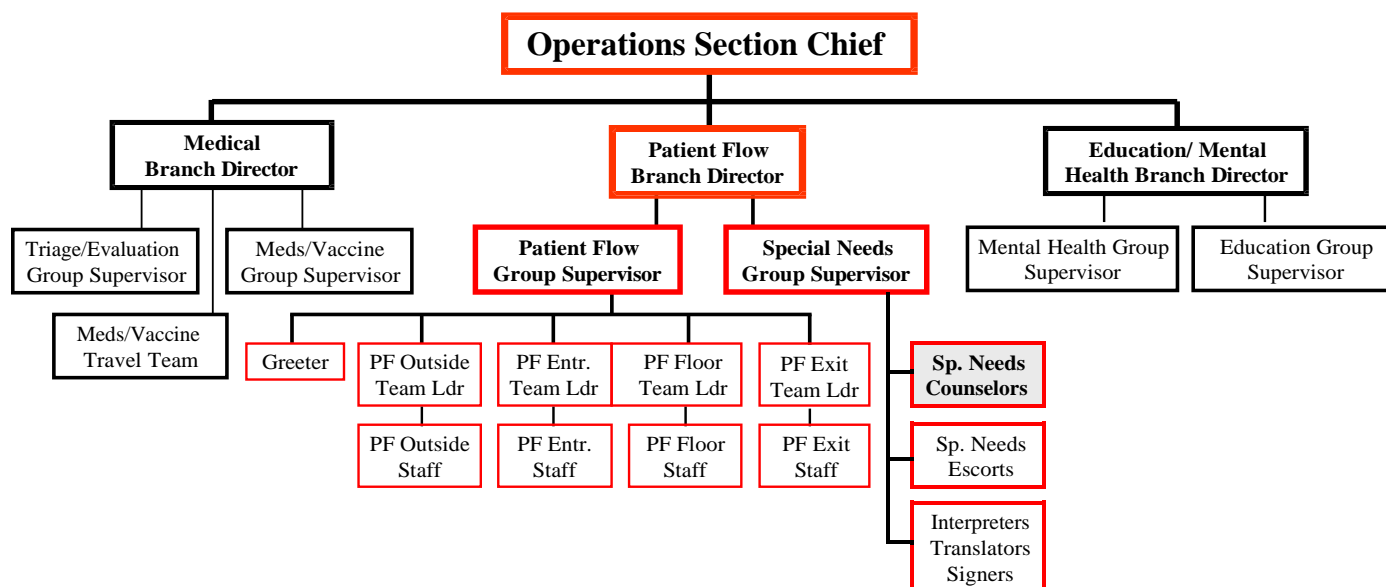 Operations Section Chief
Medical
Branch Director
Patient Flow
Branch Director
Education/ Mental
Health Branch Director
Triage/Evaluation
Group Supervisor
Meds/Vaccine
Group Supervisor
Meds/Vaccine
Travel Team
Patient Flow
Group Supervisor
Special Needs
Group Supervisor
Mental Health Group
Supervisor
Education Group
Supervisor
Greeter
PF Outside
Team Ldr
PF Entr.
Team Ldr
PF Floor
Team Ldr
PF Exit
Team Ldr
Sp. Needs
Counselors
PF Outside
Staff
PF Entr.
Staff
PF Floor
Staff
PF Exit
Staff
Sp. Needs
Escorts
Interpreters
Translators
Signers